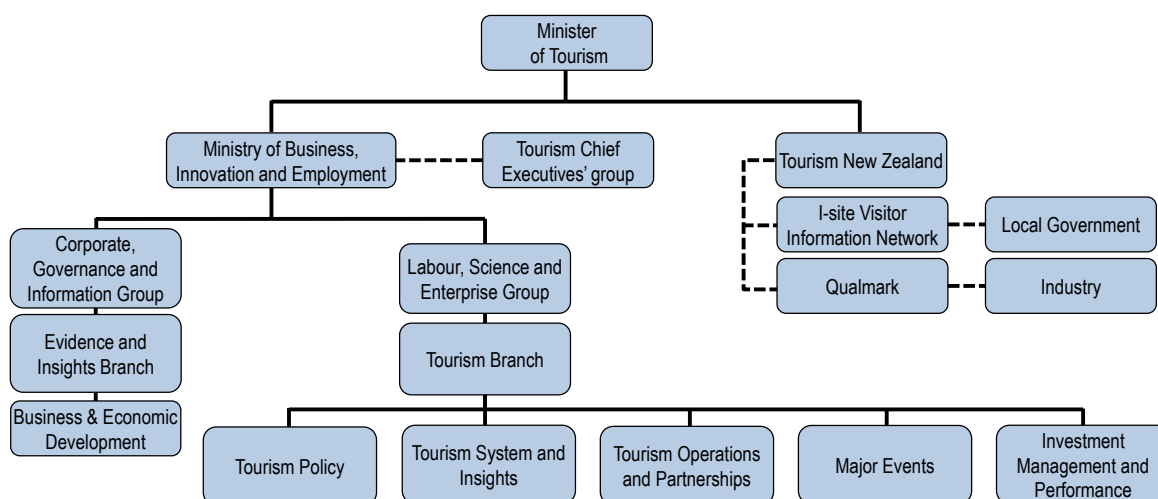 Minister
of Tourism
Ministry of Business,
Innovation and Employment
Tourism Chief
Executives' group
Tourism New Zealand
I-site Visitor
Information Network
Local Government
Qualmark
Industry
Corporate,
Governance and
Information Group
Labour, Science and
Enterprise Group
Evidence and
Insights Branch
Tourism Branch
Business & Economic
Development
Tourism Policy
Tourism System and
Insights
Tourism Operations
and Partnerships
Major Events
Investment
Management and
Performance